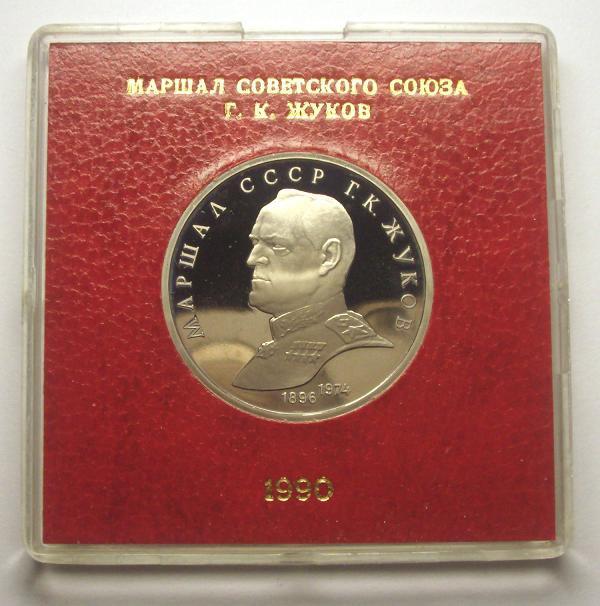 МАРШАЛ СОВЕТСКОГО СОЮЗА
Г. К. ЖУКОВ
МАРШАЛ СССР Г.К. ЖУКОВ
1896 1974
1990